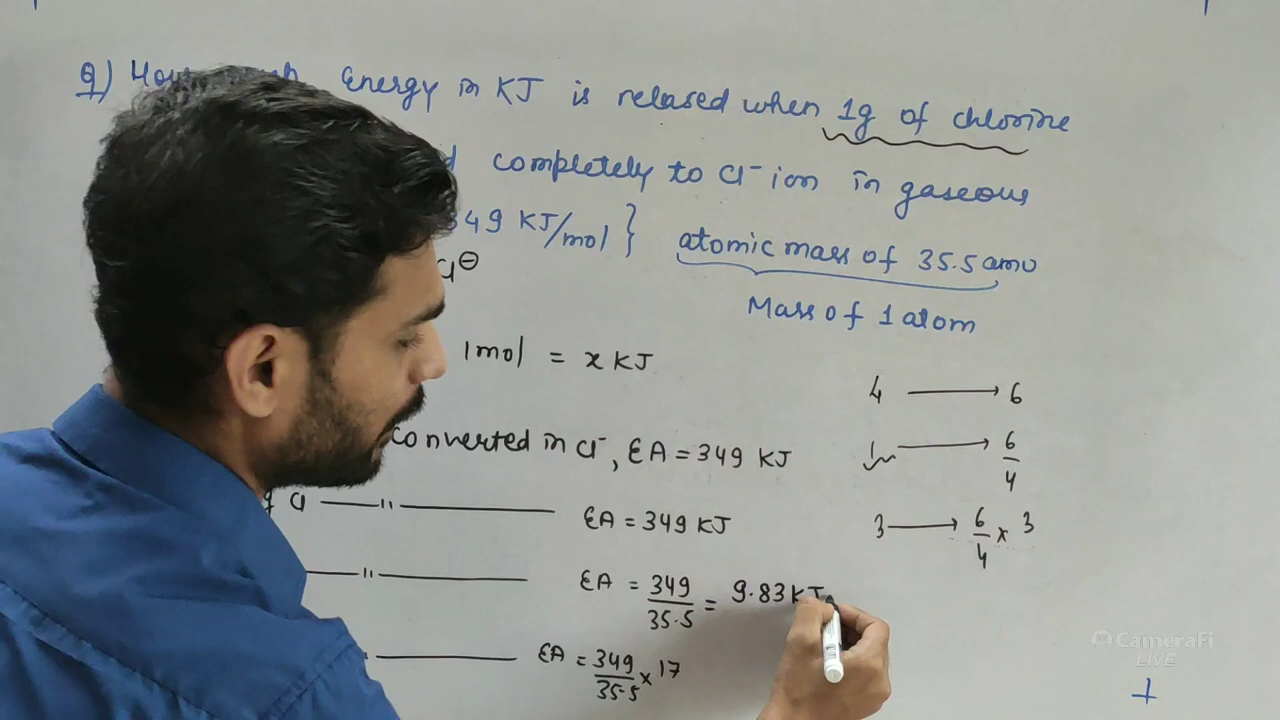 Q) How much Energy in KJ is relased when 1g of chlorine
completely to Cl⁻ ion in gaseous
349 KJ/mol } atomic mass of 35.5 amu
Cl⊖
Mass of 1 atom
1mol = x KJ
4 → 6
converted in Cl⁻, EA = 349 KJ
1 → 6/4
Cl —— '' —— EA = 349 KJ
3 → 6/4 x 3
—— '' —— EA = 349/35.5 = 9.83 KJ
EA = 349/35.5 x 17
CameraFi
LIVE